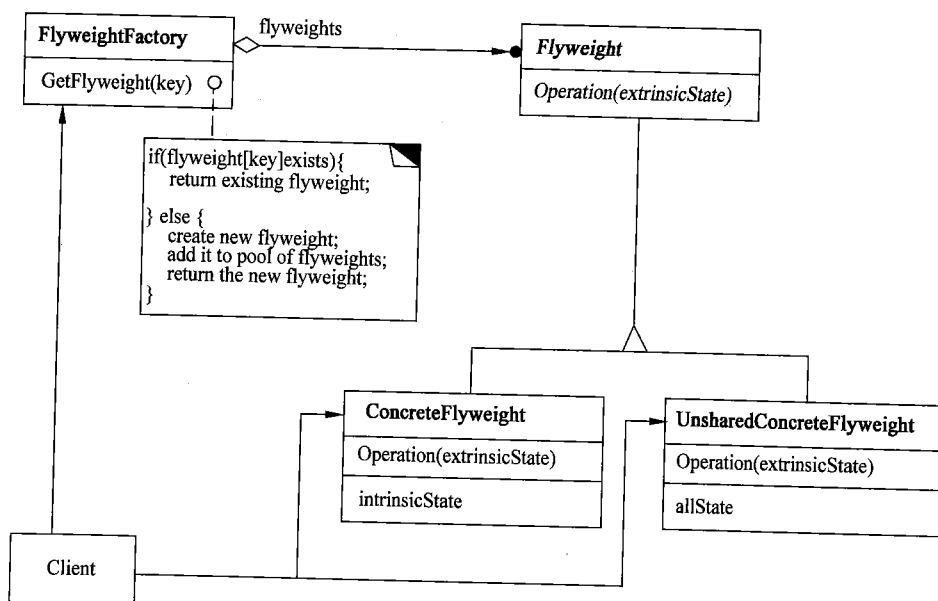 FlyweightFactory
GetFlyweight(key)
flyweights
Flyweight
Operation(extrinsicState)
if(flyweight[key]exists){
return existing flyweight;
} else {
create new flyweight;
add it to pool of flyweights;
return the new flyweight;
}
ConcreteFlyweight
Operation(extrinsicState)
intrinsicState
UnsharedConcreteFlyweight
Operation(extrinsicState)
allState
Client